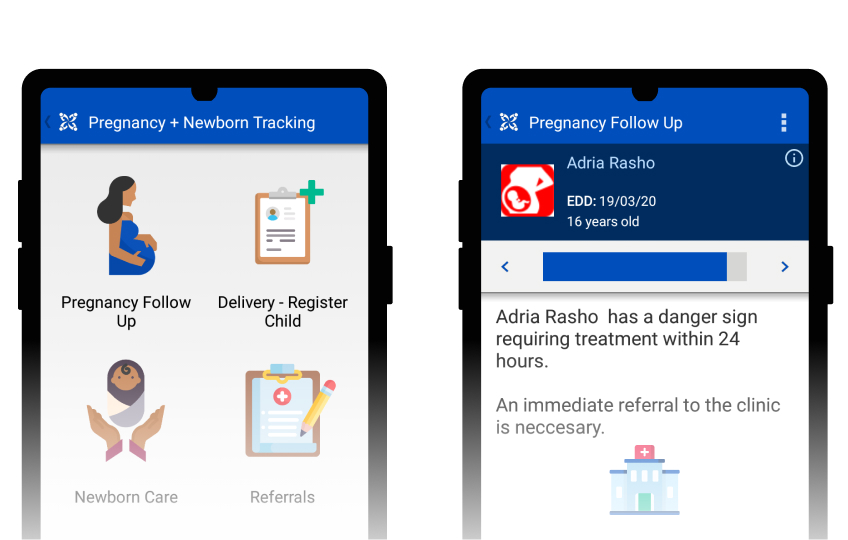 Pregnancy + Newborn Tracking
Pregnancy Follow
Up
Delivery - Register
Child
Newborn Care
Referrals
Pregnancy Follow Up
Adria Rasho
EDD: 19/03/20
16 years old
Adria Rasho has a danger sign
requiring treatment within 24
hours.
An immediate referral to the clinic
is neccesary.